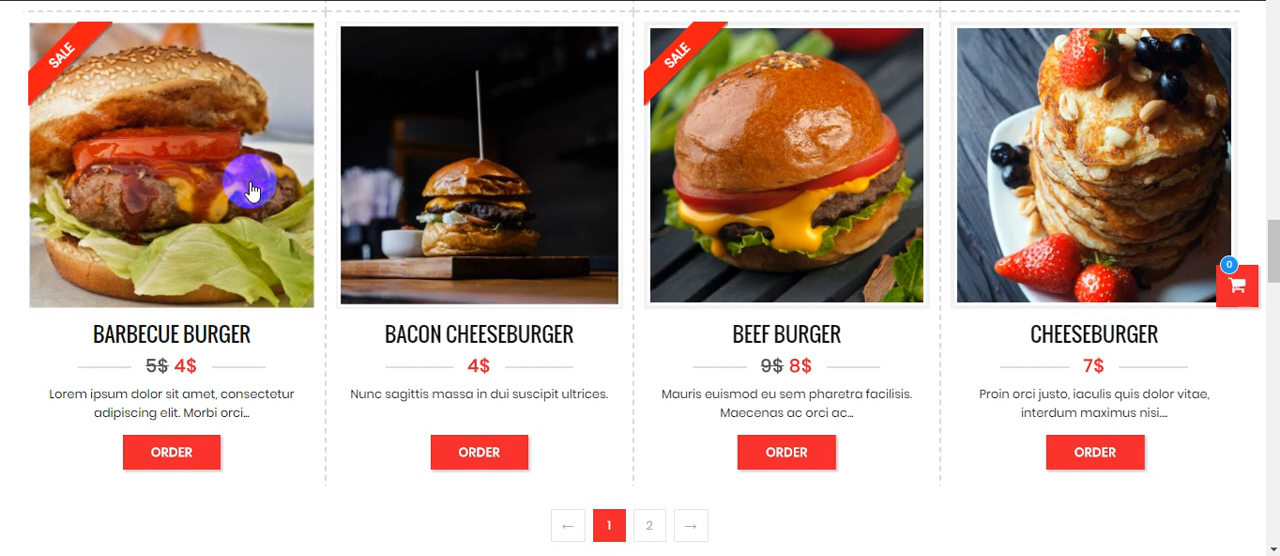 SALE
SALE
0
BARBECUE BURGER
5$ 4$
Lorem ipsum dolor sit amet, consectetur
adipiscing elit. Morbi orci...
ORDER
BACON CHEESEBURGER
4$
Nunc sagittis massa in dui suscipit ultrices.
ORDER
BEEF BURGER
9$ 8$
Mauris euismod eu sem pharetra facilisis.
Maecenas ac orci ac...
ORDER
CHEESEBURGER
7$
Proin orci justo, iaculis quis dolor vitae,
interdum maximus nisi....
ORDER
← 1 2 →